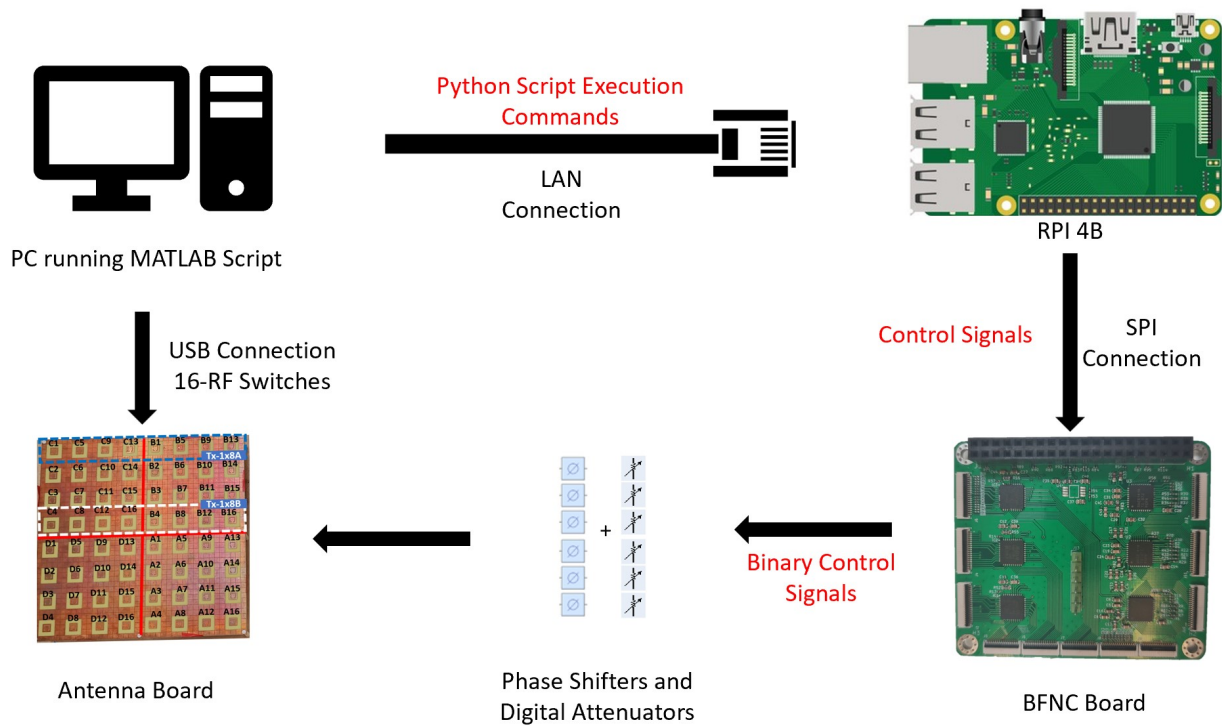 Python Script Execution
Commands
LAN
Connection
PC running MATLAB Script
RPI 4B
USB Connection
16-RF Switches
Control Signals
SPI
Connection
C1 C5 C9 C13 B1 B5 B9 B13
Tx-1x8A
C2 C6 C10 C14 B2 B6 B10 B14
C3 C7 C11 C15 B3 B7 B11 B15
Tx-1x8B
C4 C8 C12 C16 B4 B8 B12 B16
D1 D5 D9 D13 A1 A5 A9 A13
D2 D6 D10 D14 A2 A6 A10 A14
D3 D7 D11 D15 A3 A7 A11 A15
D4 D8 D12 D16 A4 A8 A12 A16
+
Binary Control
Signals
Antenna Board
Phase Shifters and
Digital Attenuators
BFNC Board